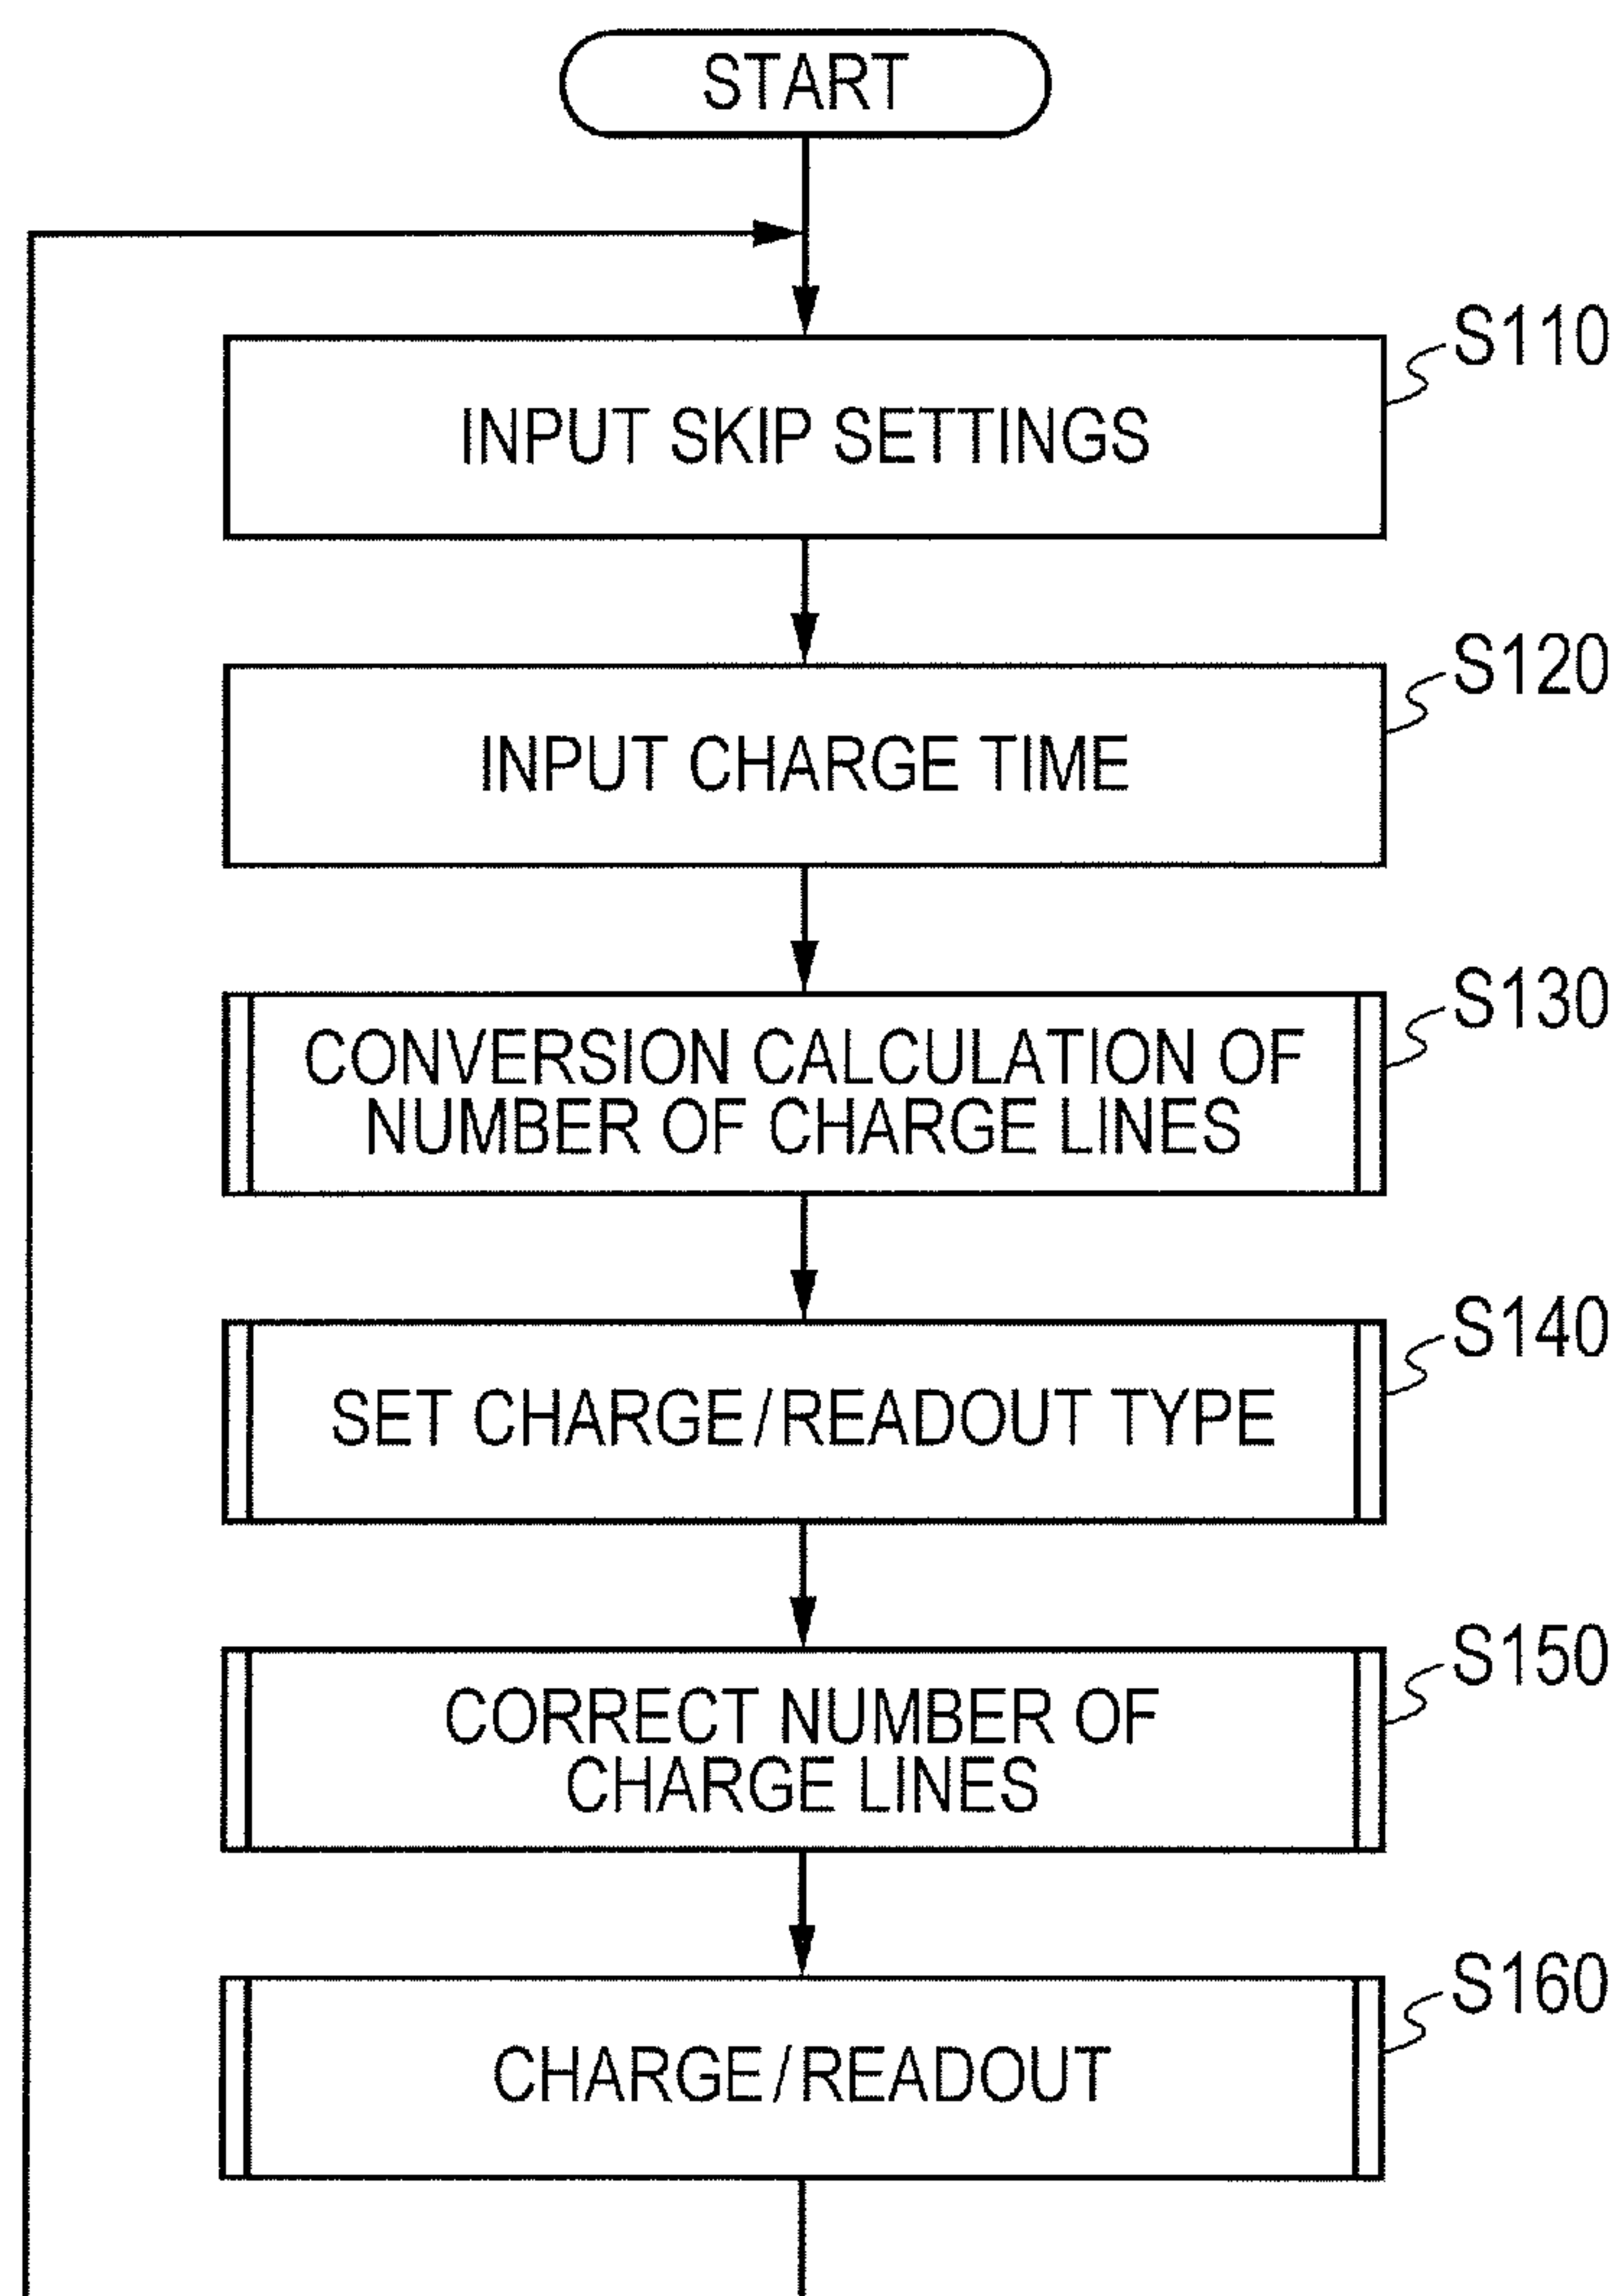 START
S110
INPUT SKIP SETTINGS
S120
INPUT CHARGE TIME
S130
CONVERSION CALCULATION OF
NUMBER OF CHARGE LINES
S140
SET CHARGE/READOUT TYPE
S150
CORRECT NUMBER OF
CHARGE LINES
S160
CHARGE/READOUT